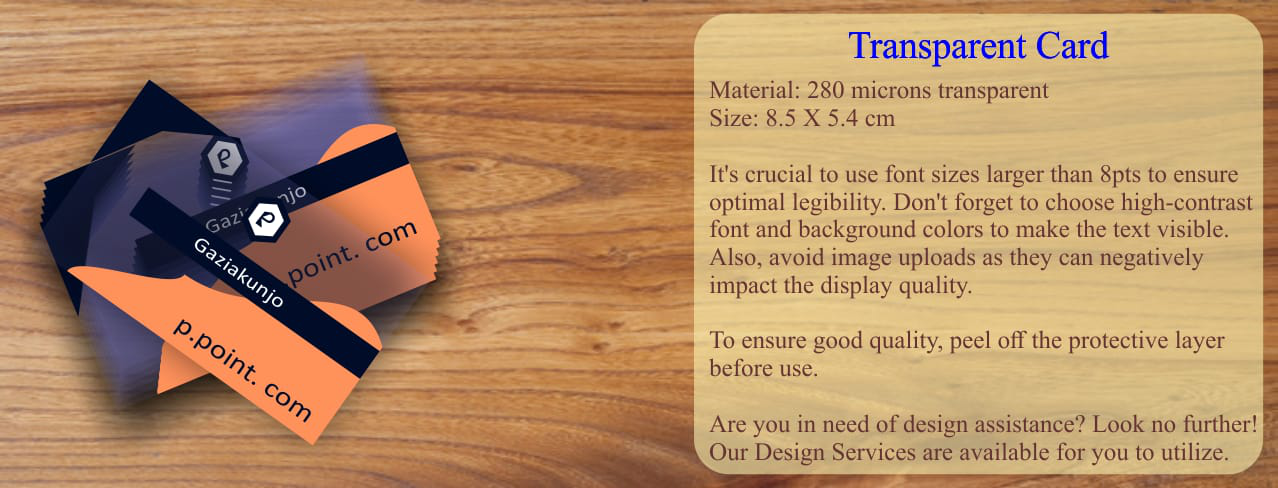 Transparent Card
Material: 280 microns transparent
Size: 8.5 X 5.4 cm
It's crucial to use font sizes larger than 8pts to ensure
optimal legibility. Don't forget to choose high-contrast
font and background colors to make the text visible.
Also, avoid image uploads as they can negatively
impact the display quality.
To ensure good quality, peel off the protective layer
before use.
Are you in need of design assistance? Look no further!
Our Design Services are available for you to utilize.
Gaziakunjo
.point. com
Gaziakunjo
p.point. com